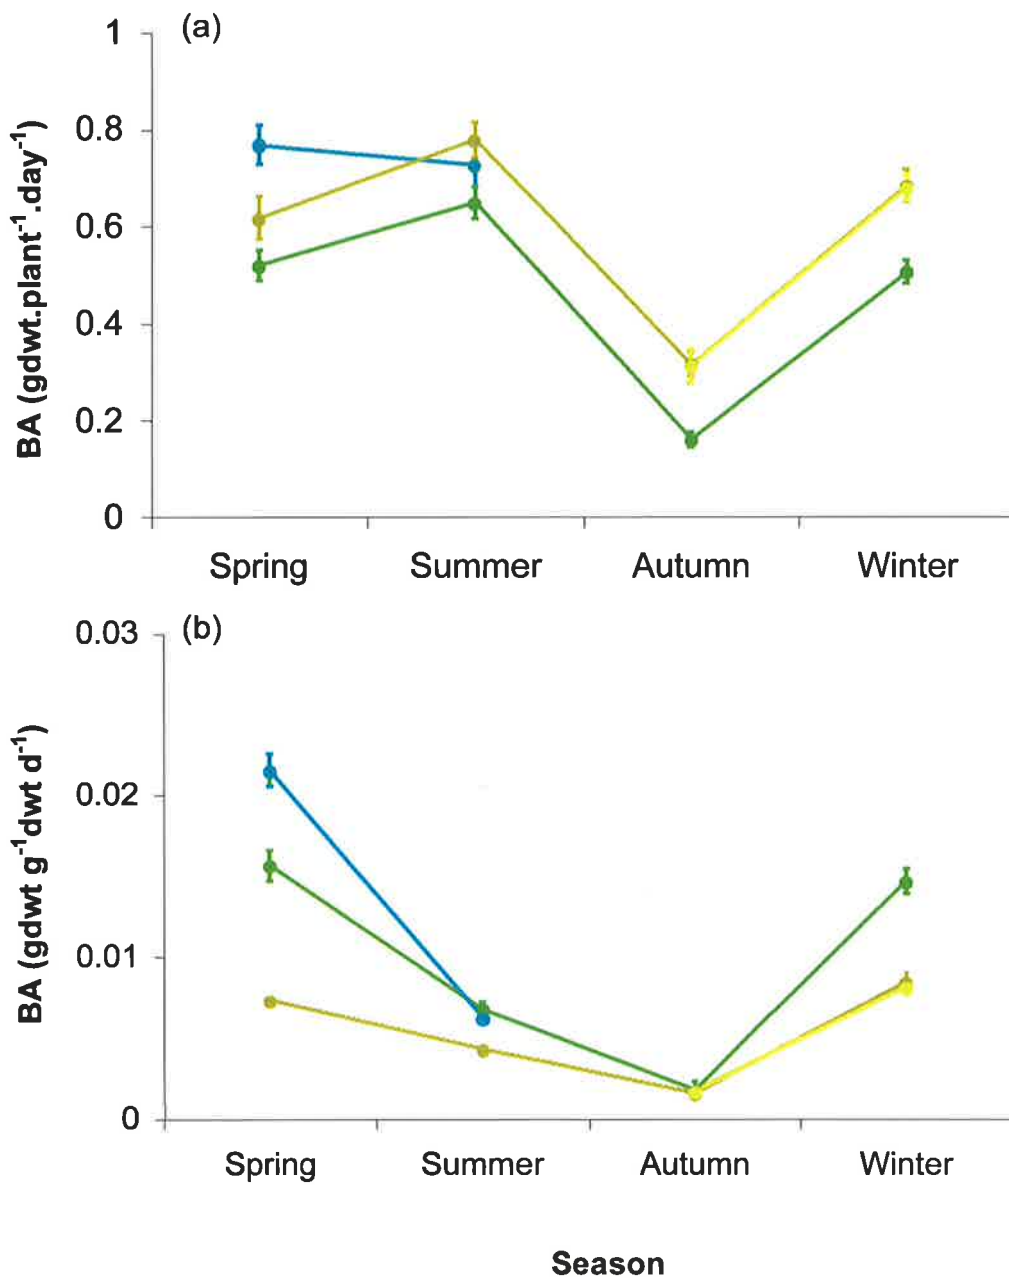 (a)
BA (gdwt.plant⁻¹.day⁻¹)
1
0.8
0.6
0.4
0.2
0
Spring Summer Autumn Winter
(b)
BA (gdwt g⁻¹dwt d⁻¹)
0.03
0.02
0.01
0
Spring Summer Autumn Winter
Season